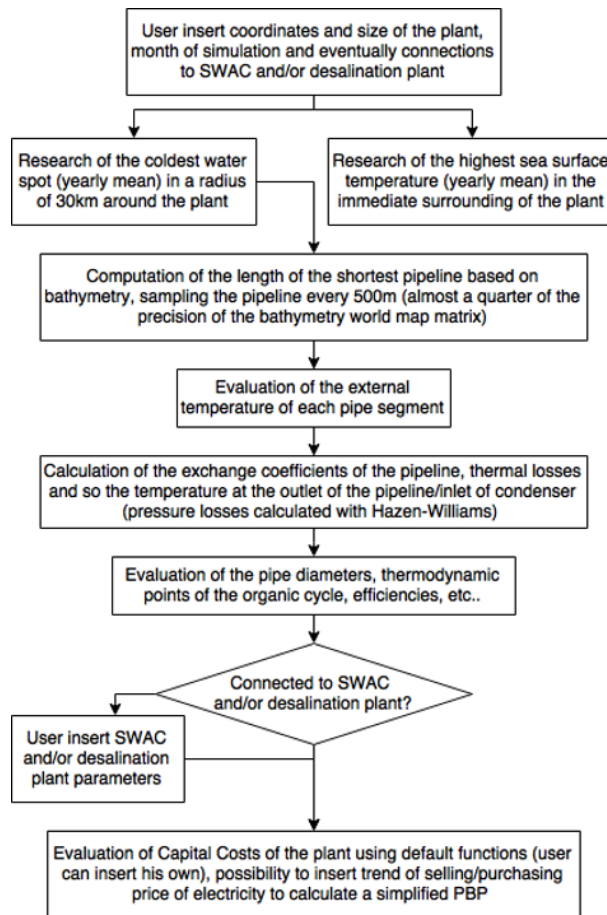 User insert coordinates and size of the plant,
month of simulation and eventually connections
to SWAC and/or desalination plant
Research of the coldest water
spot (yearly mean) in a radius
of 30km around the plant
Research of the highest sea surface
temperature (yearly mean) in the
immediate surrounding of the plant
Computation of the length of the shortest pipeline based on
bathymetry, sampling the pipeline every 500m (almost a quarter of the
precision of the bathymetry world map matrix)
Evaluation of the external
temperature of each pipe segment
Calculation of the exchange coefficients of the pipeline, thermal losses
and so the temperature at the outlet of the pipeline/inlet of condenser
(pressure losses calculated with Hazen-Williams)
Evaluation of the pipe diameters, thermodynamic
points of the organic cycle, efficiencies, etc..
Connected to SWAC
and/or desalination plant?
User insert SWAC
and/or desalination
plant parameters
Evaluation of Capital Costs of the plant using default functions (user
can insert his own), possibility to insert trend of selling/purchasing
price of electricity to calculate a simplified PBP